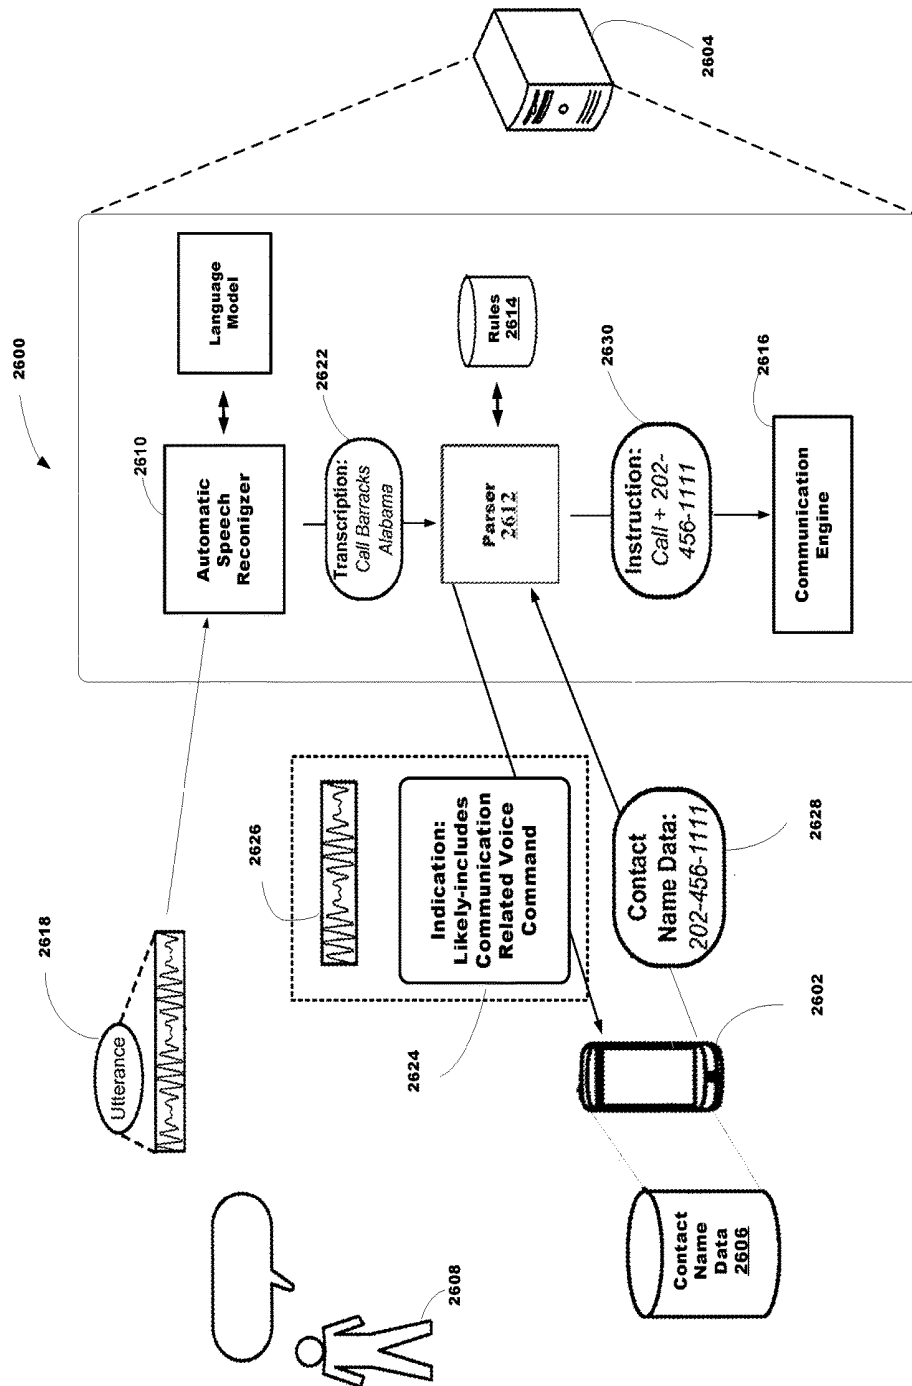 2600
2618
Utterance
2610
Automatic
Speech
Reconigzer
Language
Model
2622
Transcription:
Call Barracks
Alabama
2626
Indication:
Likely-includes
Communication
Related Voice
Command
2624
Parser
2612
Rules
2614
2604
2608
Contact
Name
Data
2606
2602
Contact
Name Data:
202-456-1111
2628
Instruction:
Call + 202-
456-1111
2630
Communication
Engine
2616